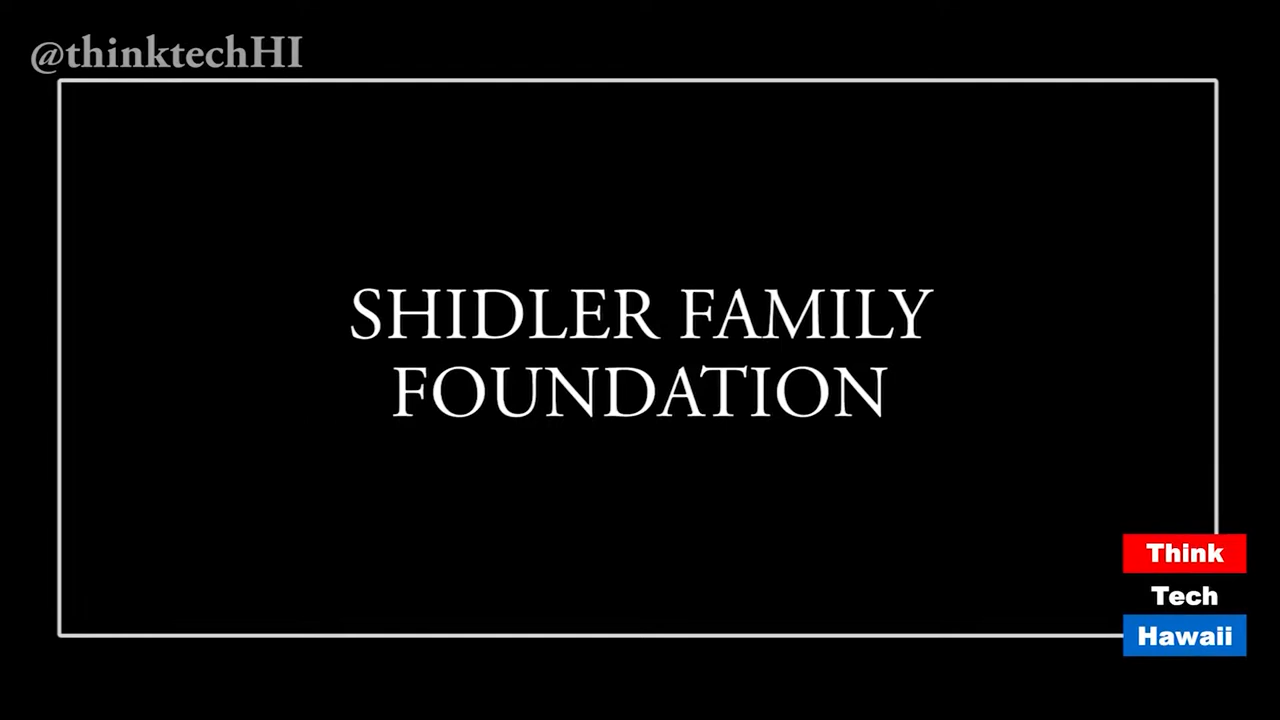 @thinktechHI
SHIDLER FAMILY
FOUNDATION
Think
Tech
Hawaii